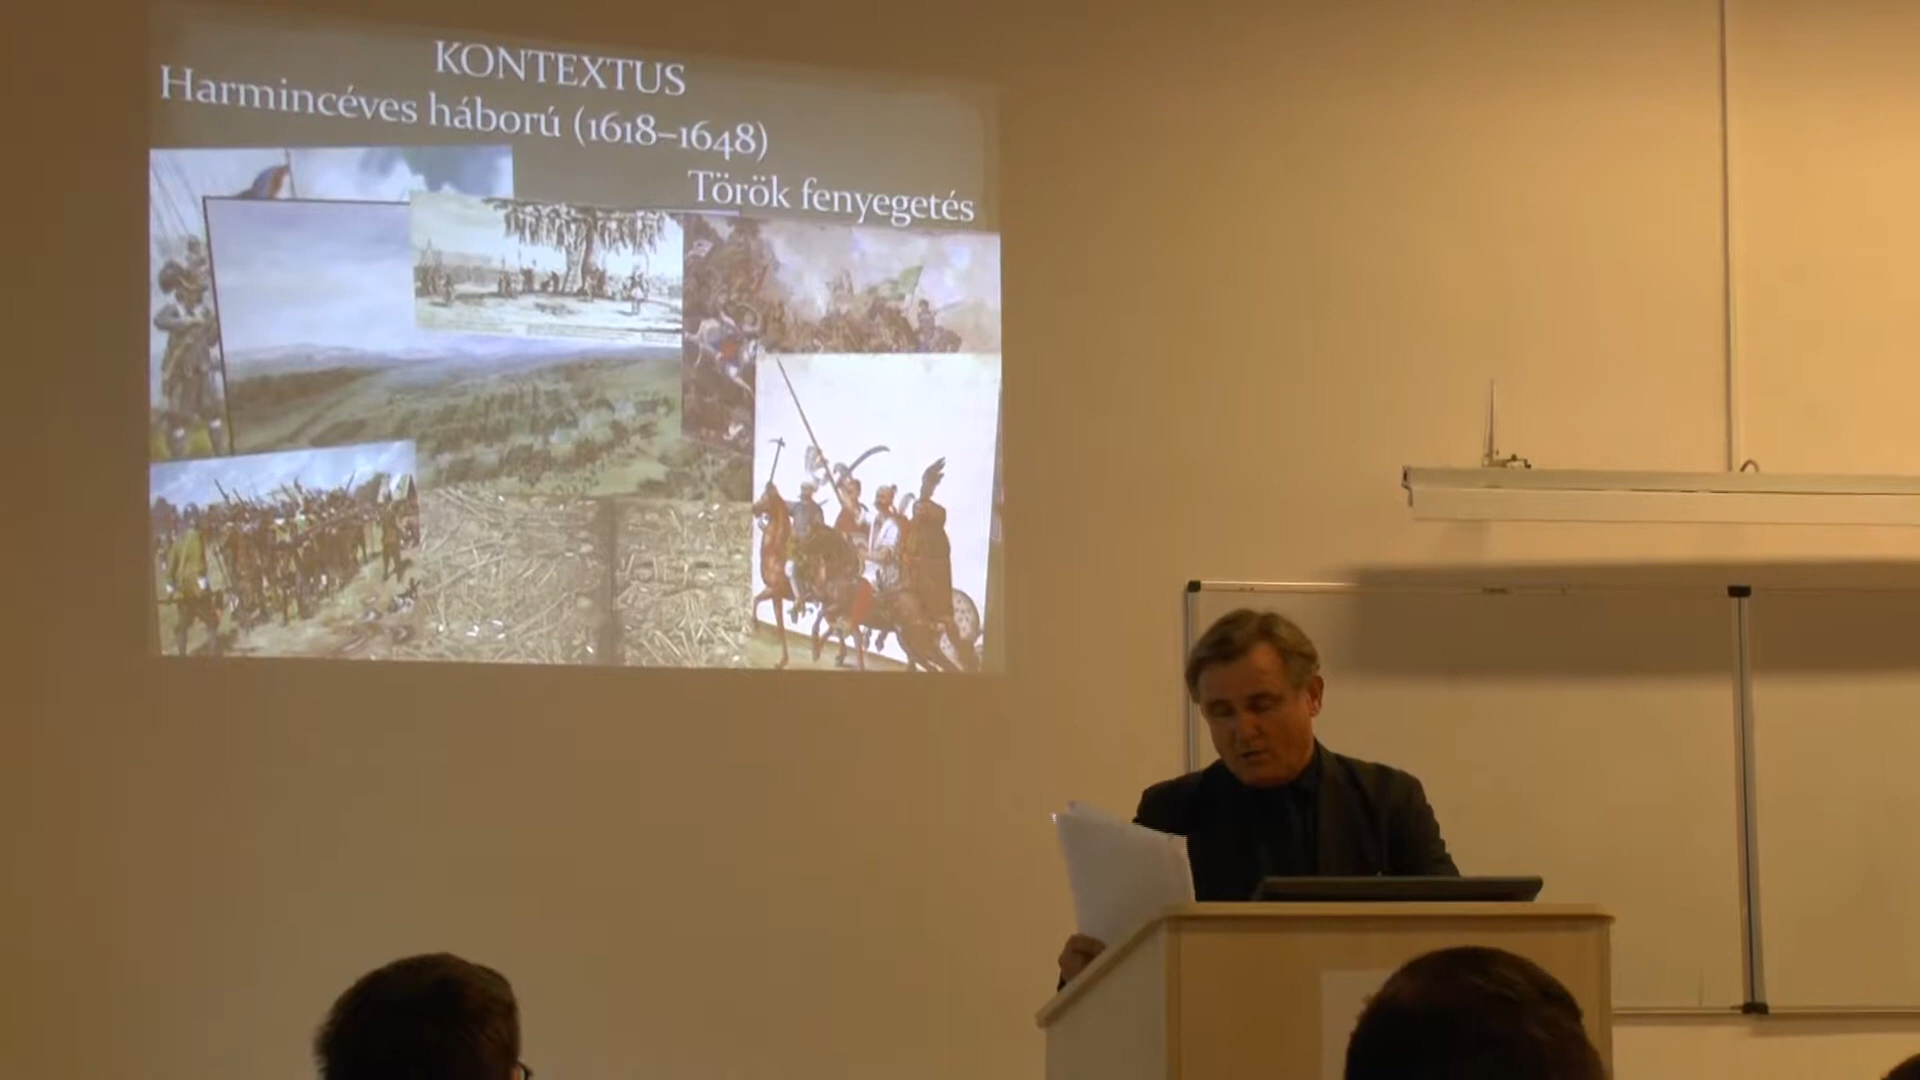 KONTEXTUS
Harmincéves háború (1618–1648)
Török fenyegetés